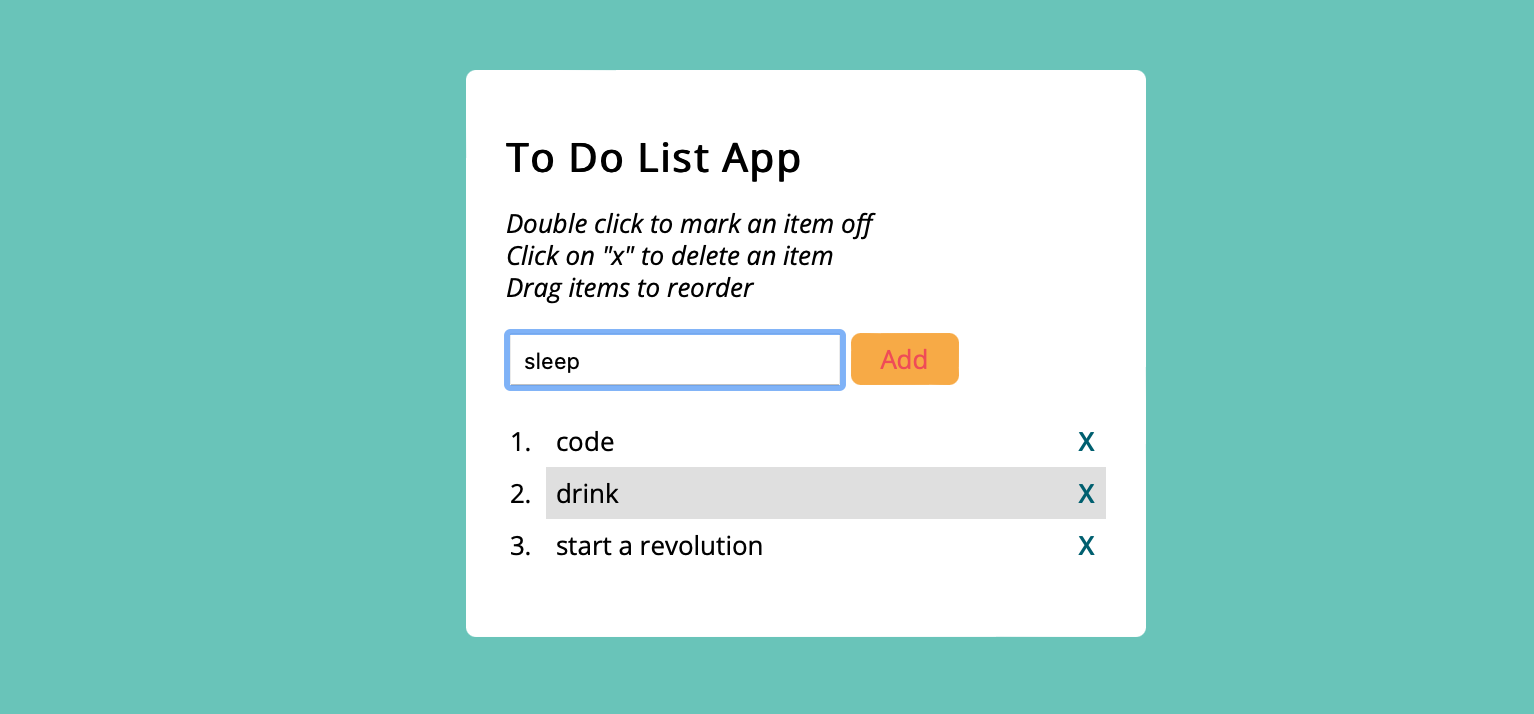 To Do List App
Double click to mark an item off
Click on "x" to delete an item
Drag items to reorder
sleep Add
1. code X
2. drink X
3. start a revolution X